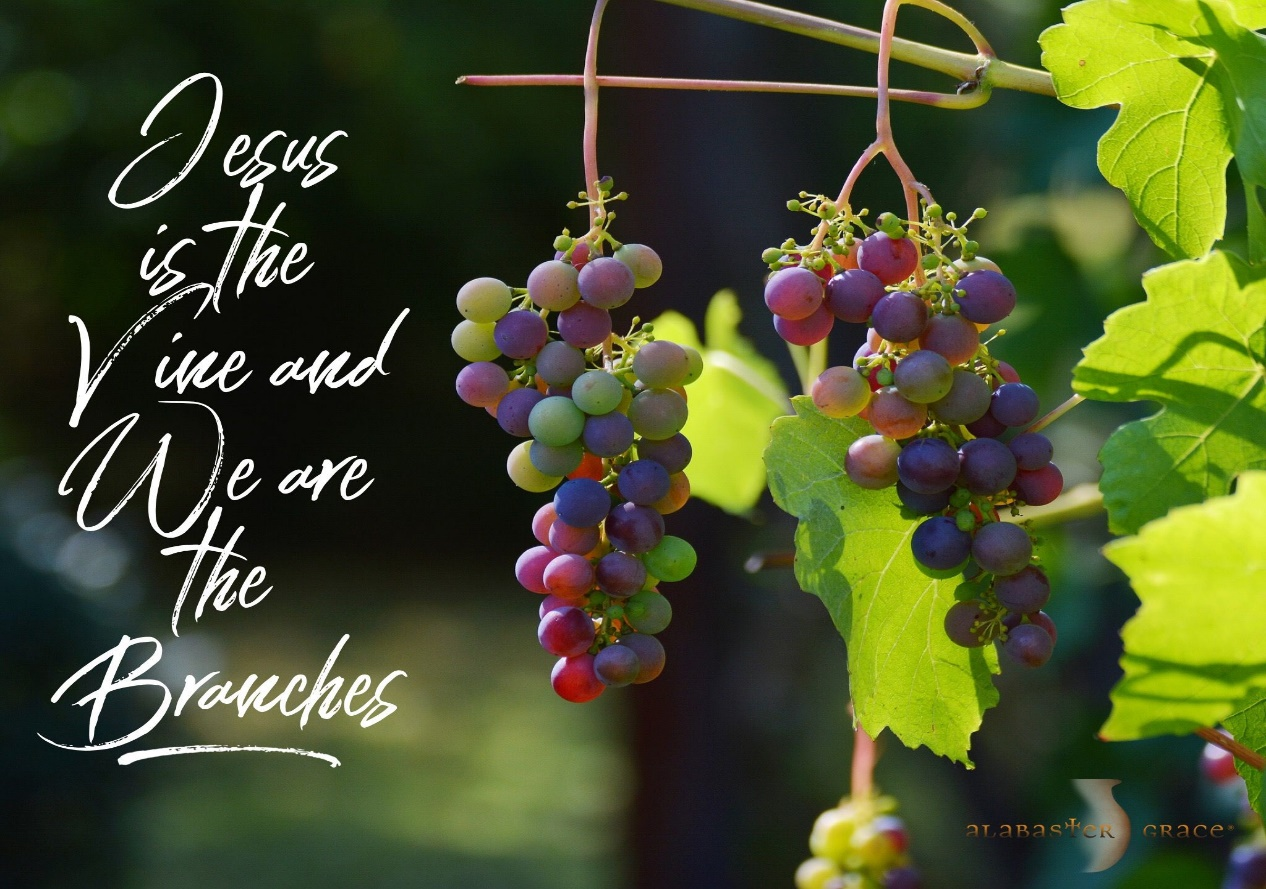 Jesus
is the
Vine and
We are
the
Branches
ALABASTER GRACE